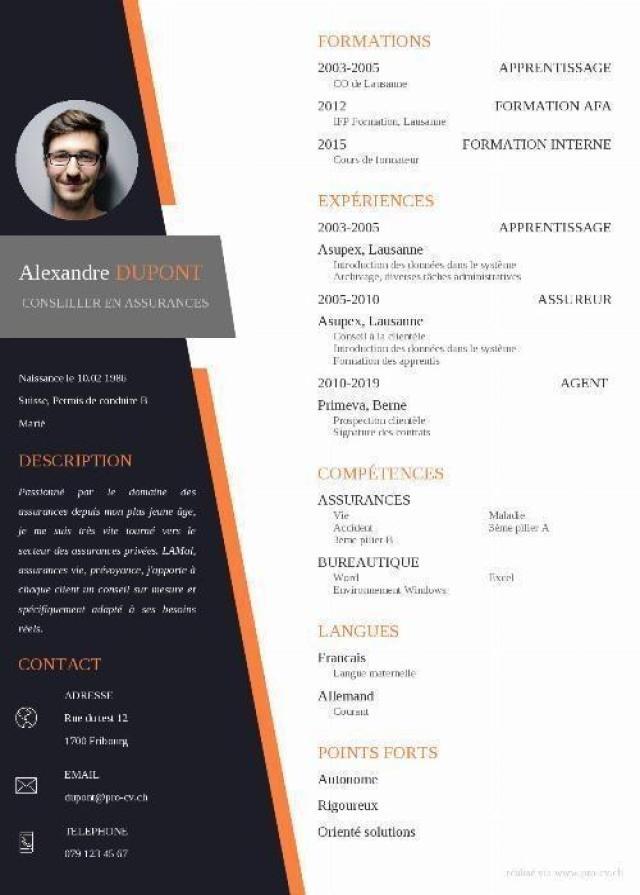 Alexandre DUPONT
CONSEILLER EN ASSURANCES
Naissance le 10.02 1986
Suisse, Permis de conduire B
Marié
DESCRIPTION
Passionné par le domaine des
assurances depuis mon plus jeune âge,
je me suis très vite tourné vers le
secteur des assurances privées. LAMal,
assurances vie, prévoyance, j'apporte à
chaque client un conseil sur mesure et
spécifiquement adapté à ses besoins
réels.
CONTACT
ADRESSE
Rue du test 12
1700 Fribourg
EMAIL
dupont@pro-cv.ch
TELEPHONE
079 123 45 67
FORMATIONS
2003-2005 APPRENTISSAGE
CO de Lausanne
2012 FORMATION AFA
IFP Formation, Lausanne
2015 FORMATION INTERNE
Cours de formateur
EXPÉRIENCES
2003-2005 APPRENTISSAGE
Asupex, Lausanne
Introduction des données dans le système
Archivage, diverses tâches administratives
2005-2010 ASSUREUR
Asupex, Lausanne
Conseil à la clientèle
Introduction des données dans le système
Formation des apprentis
2010-2019 AGENT
Primeva, Berne
Prospection clientèle
Signature des contrats
COMPÉTENCES
ASSURANCES
Vie Maladie
Accident 3ème pilier A
3eme pilier B
BUREAUTIQUE
Word Excel
Environnement Windows
LANGUES
Francais
Langue maternelle
Allemand
Courant
POINTS FORTS
Autonome
Rigoureux
Orienté solutions
réalisé via www.pro-cv.ch